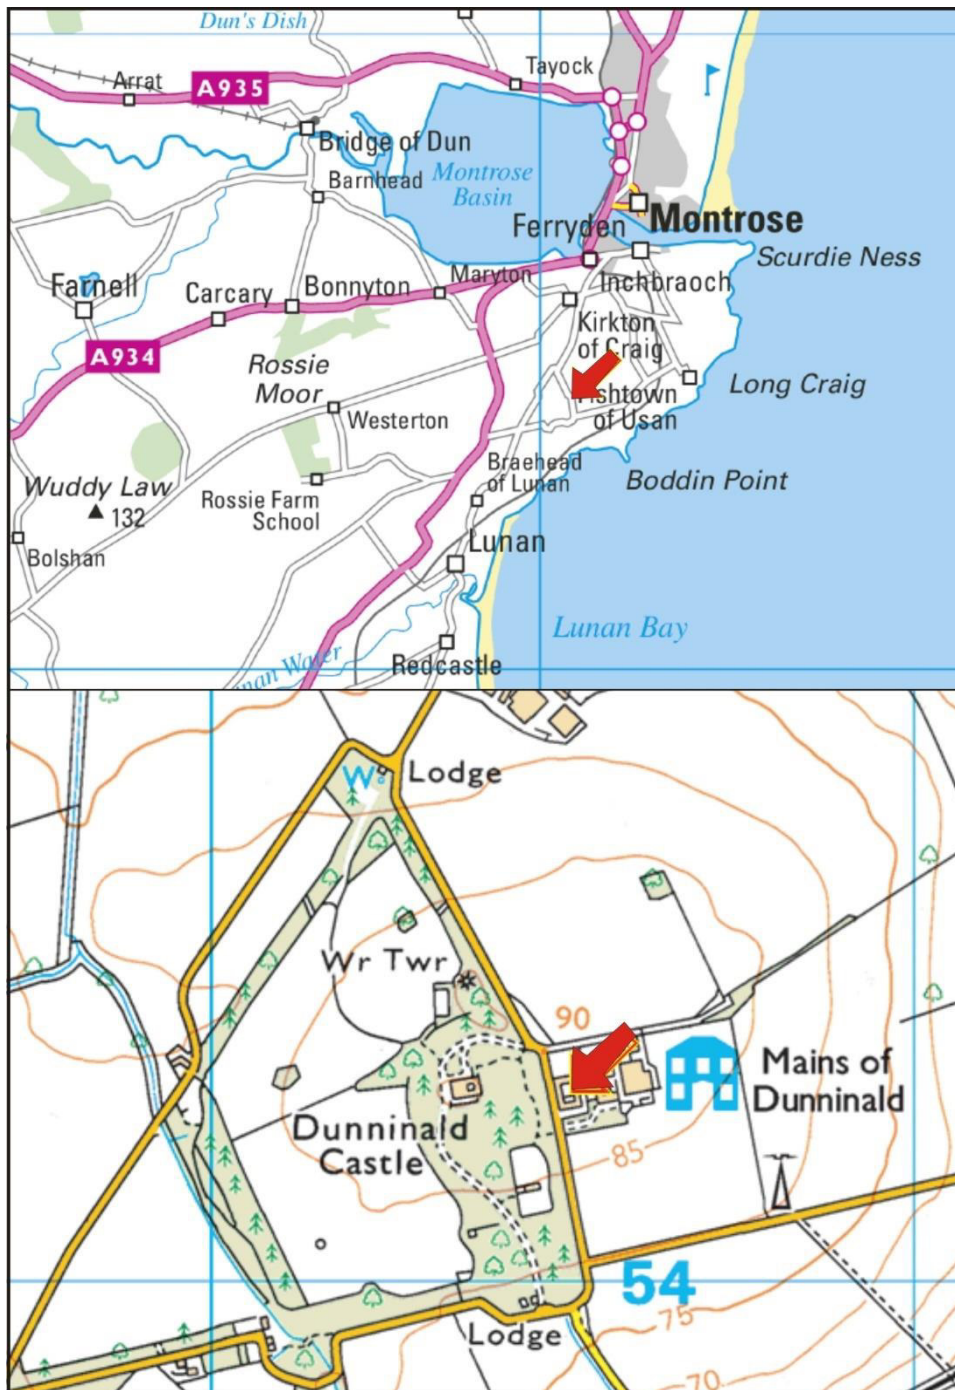 Dun's Dish
Tayock
Arrat
A935
Bridge of Dun
Montrose
Basin
Barnhead
Ferryden
Montrose
Scurdie Ness
Maryton
Inchbraoch
Farnell
Carcary
Bonnyton
Kirkton
of Craig
A934
Rossie
Moor
Long Craig
Fishtown
of Usan
Westerton
Braehead
of Lunan
Boddin Point
Wuddy Law
132
Rossie Farm
School
Lunan
Bolshan
Lunan Bay
Redcastle
Water
Lodge
W
Wr Twr
90
Mains of
Dunninald
Dunninald
Castle
85
54
75
Lodge
70